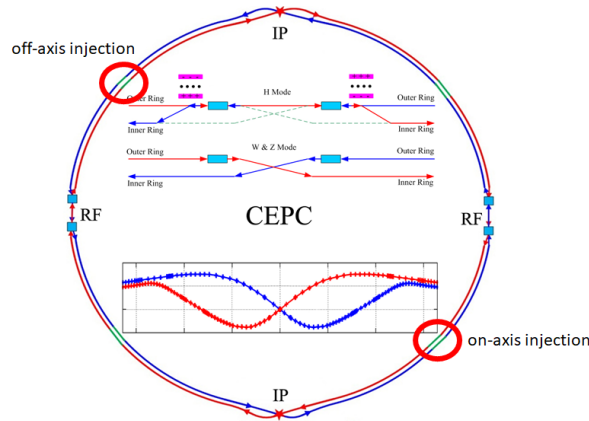 IP
off-axis injection
H Mode
Outer Ring
Outer Ring
Inner Ring
Inner Ring
W & Z Mode
Outer Ring
Outer Ring
Inner Ring
Inner Ring
RF
CEPC
RF
on-axis injection
IP